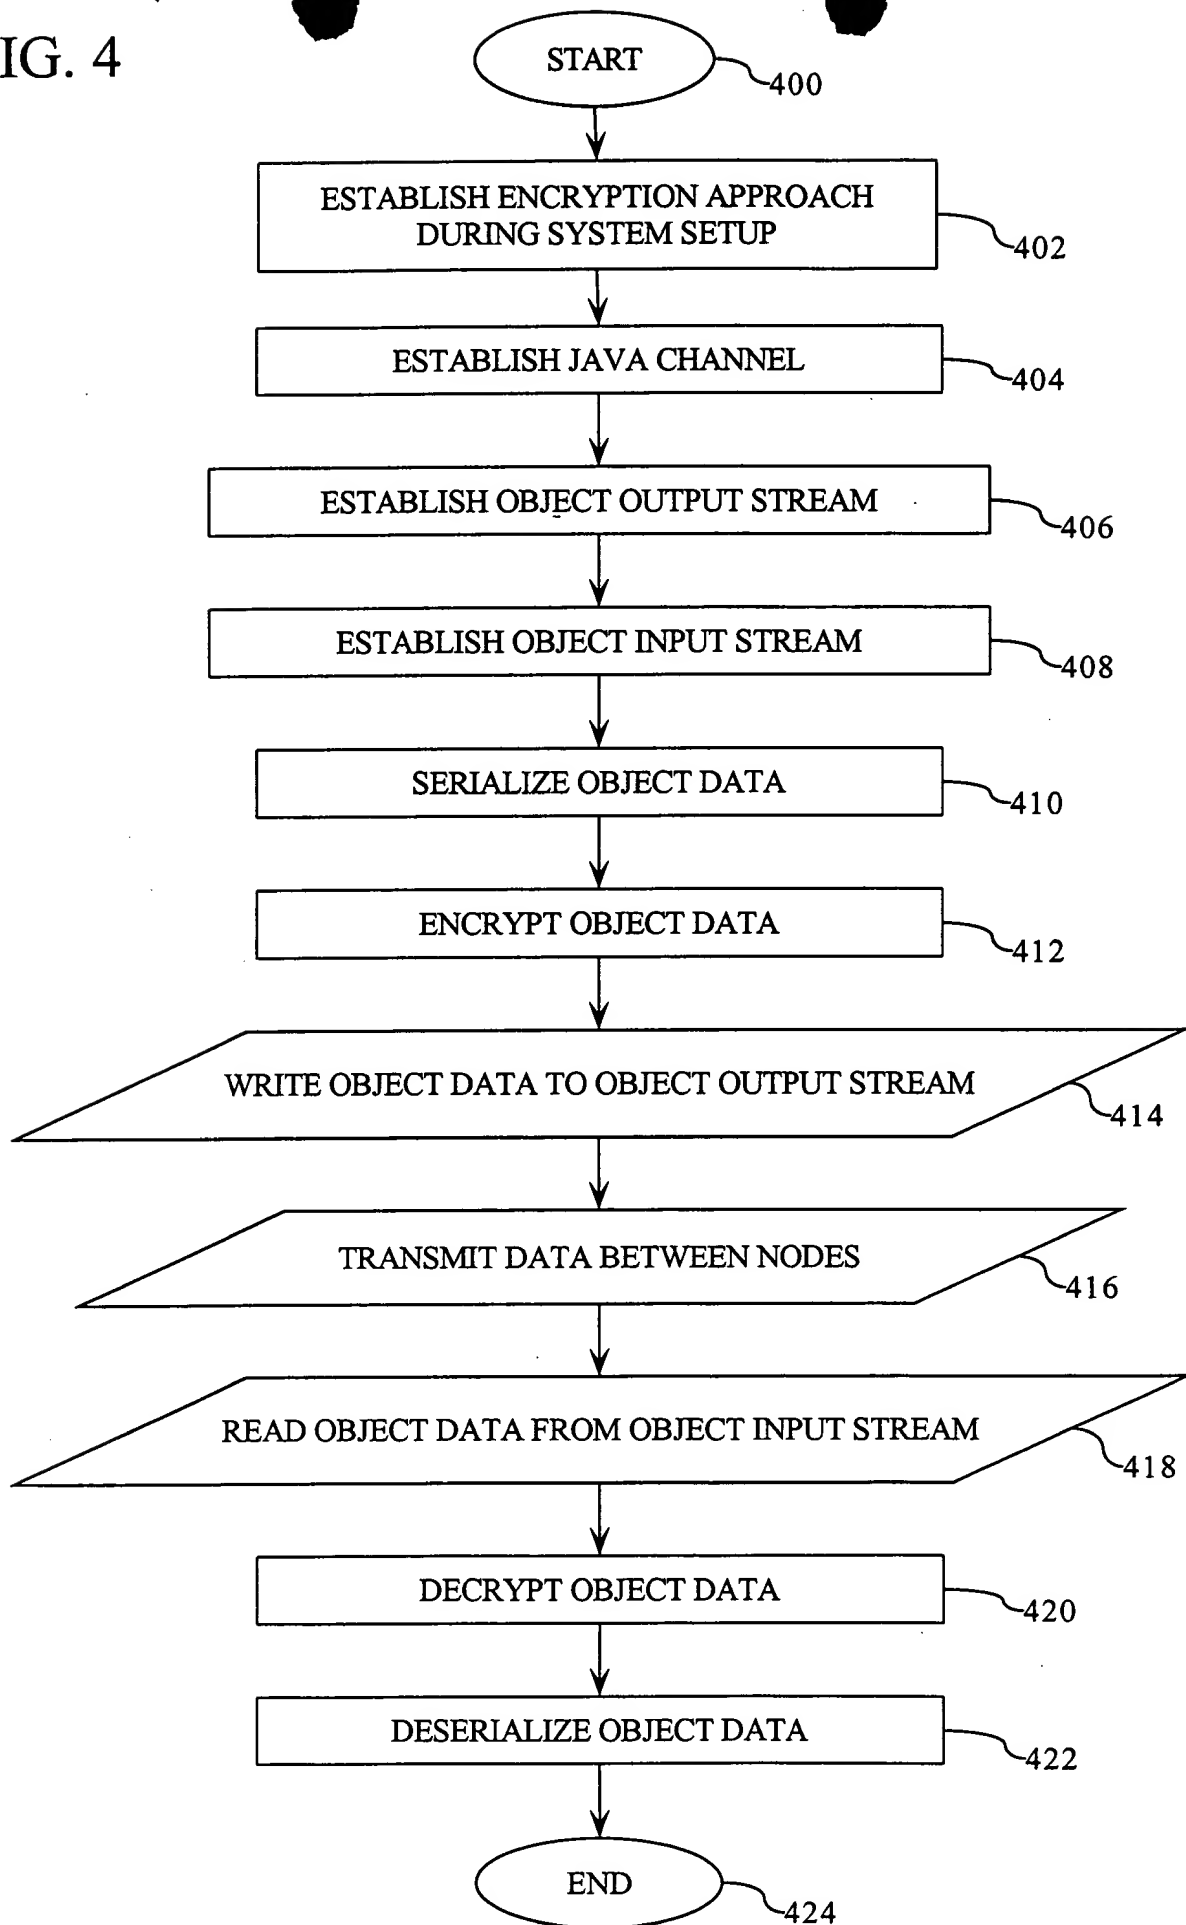 IG. 4
START
400
ESTABLISH ENCRYPTION APPROACH
DURING SYSTEM SETUP
402
ESTABLISH JAVA CHANNEL
404
ESTABLISH OBJECT OUTPUT STREAM
406
ESTABLISH OBJECT INPUT STREAM
408
SERIALIZE OBJECT DATA
410
ENCRYPT OBJECT DATA
412
WRITE OBJECT DATA TO OBJECT OUTPUT STREAM
414
TRANSMIT DATA BETWEEN NODES
416
READ OBJECT DATA FROM OBJECT INPUT STREAM
418
DECRYPT OBJECT DATA
420
DESERIALIZE OBJECT DATA
422
END
424